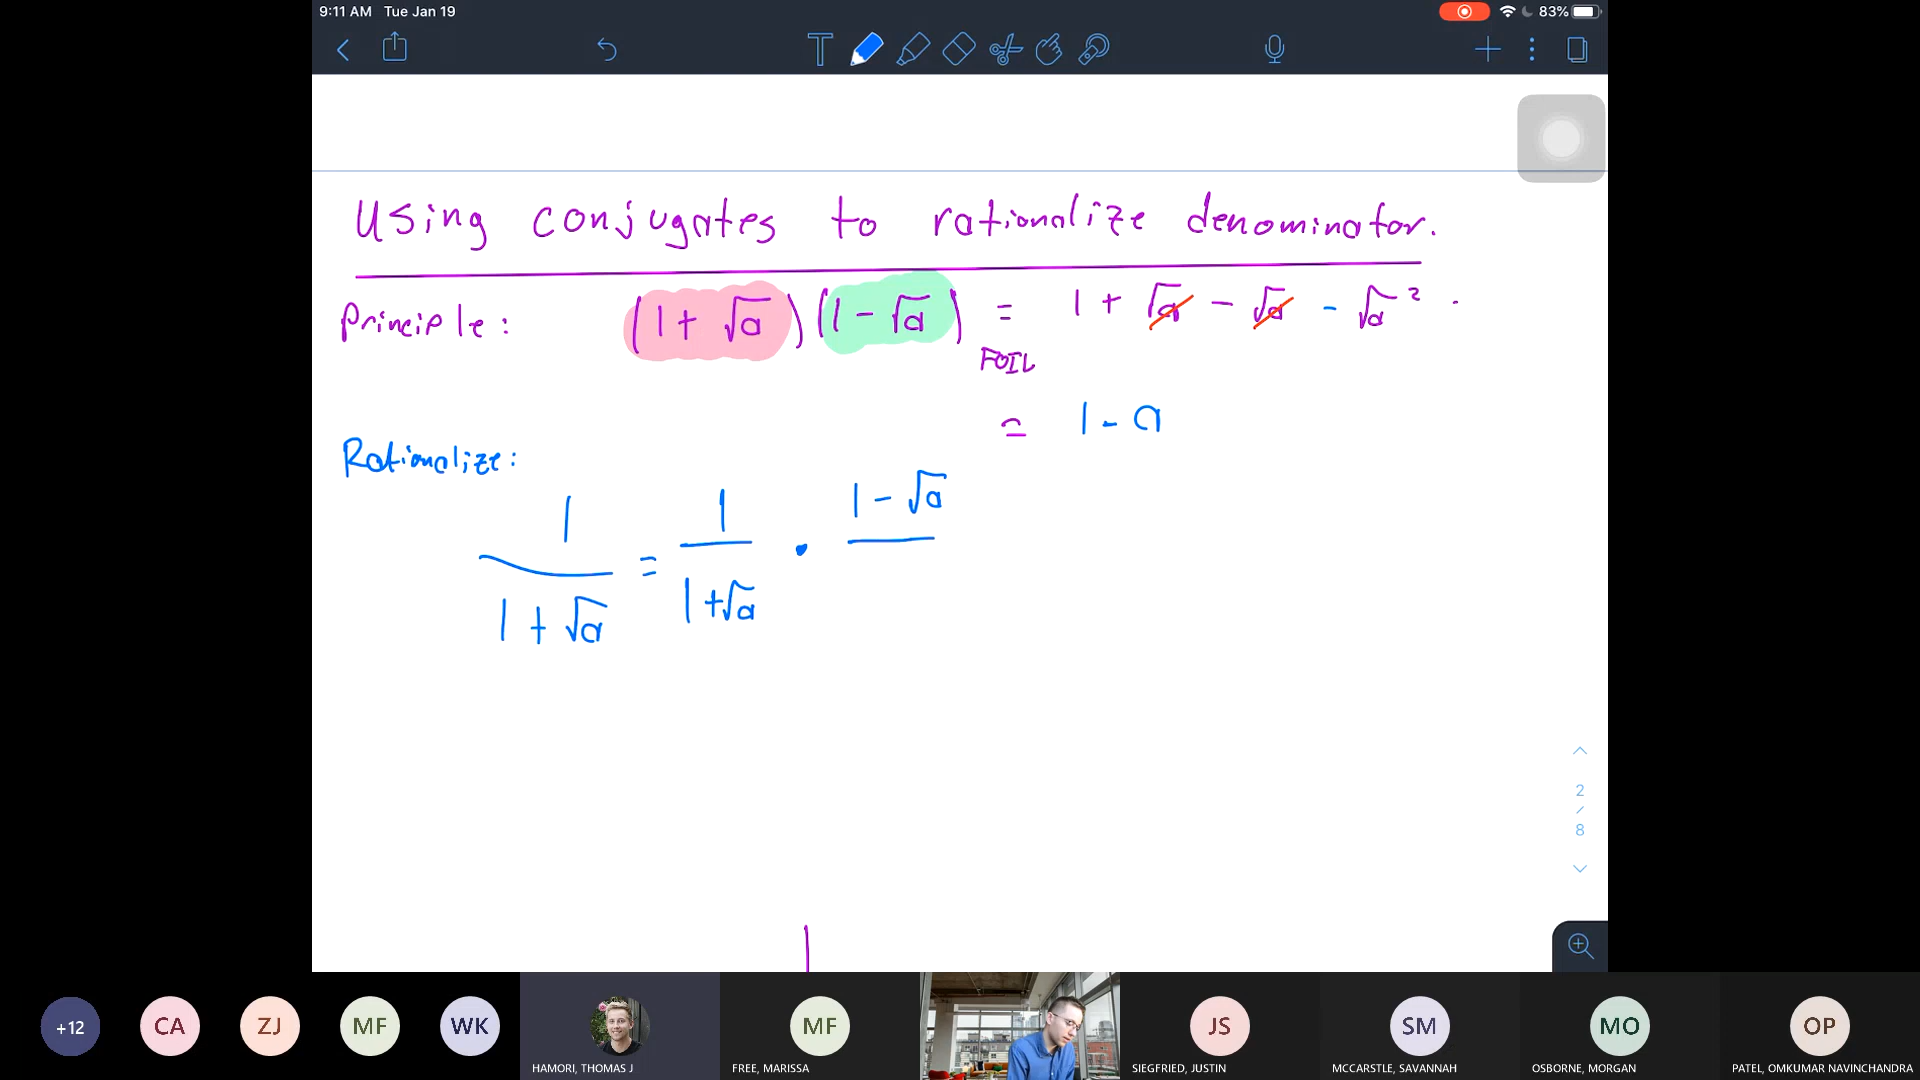 9:11 AM Tue Jan 19 83%
Using conjugates to rationalize denominator.
Principle: (1 + √a)(1 - √a) = 1 + √a - √a - √a²
FOIL
= 1 - a
Rationalize:
1 1 1 - √a
= ·
1 + √a 1 + √a
2
/
8
+12 CA ZJ MF WK MF JS SM MO OP
HAMORI, THOMAS J FREE, MARISSA SIEGFRIED, JUSTIN MCCARSTLE, SAVANNAH OSBORNE, MORGAN PATEL, OMKUMAR NAVINCHANDRA